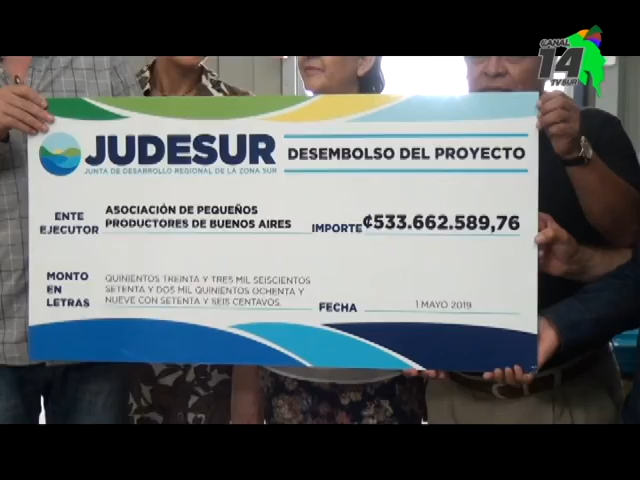 CANAL
14
TV SUR
JUDESUR
JUNTA DE DESARROLLO REGIONAL DE LA ZONA SUR
DESEMBOLSO DEL PROYECTO
ENTE
EJECUTOR
ASOCIACIÓN DE PEQUEÑOS
PRODUCTORES DE BUENOS AIRES
IMPORTE ₡533.662.589,76
MONTO
EN
LETRAS
QUINIENTOS TREINTA Y TRES MIL SEISCIENTOS
SETENTA Y DOS MIL QUINIENTOS OCHENTA Y
NUEVE CON SETENTA Y SEIS CENTAVOS.
FECHA
1 MAYO 2019